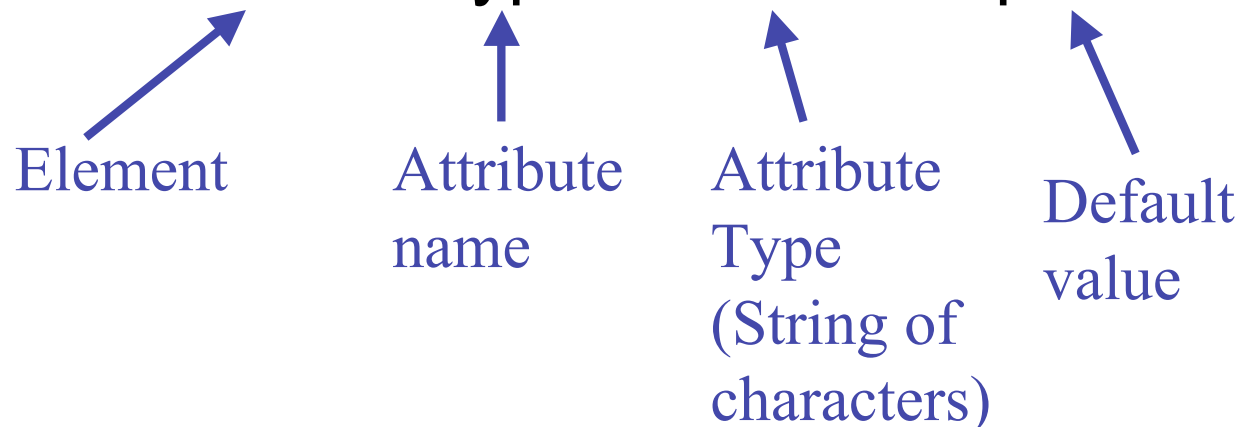 Element
Attribute
name
Attribute
Type
(String of
characters)
Default
value